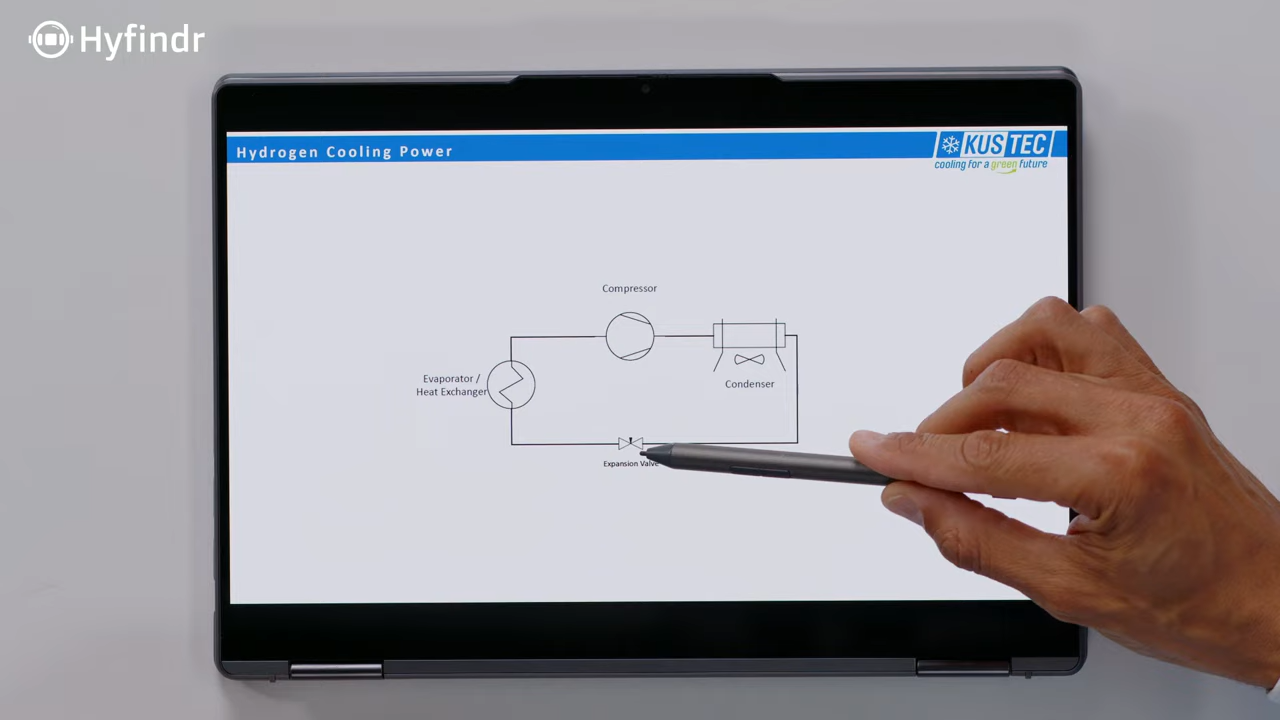 Hyfindr
Hydrogen Cooling Power
KUSTEC
cooling for a green future
Compressor
Evaporator /
Heat Exchanger
Condenser
Expansion Valve